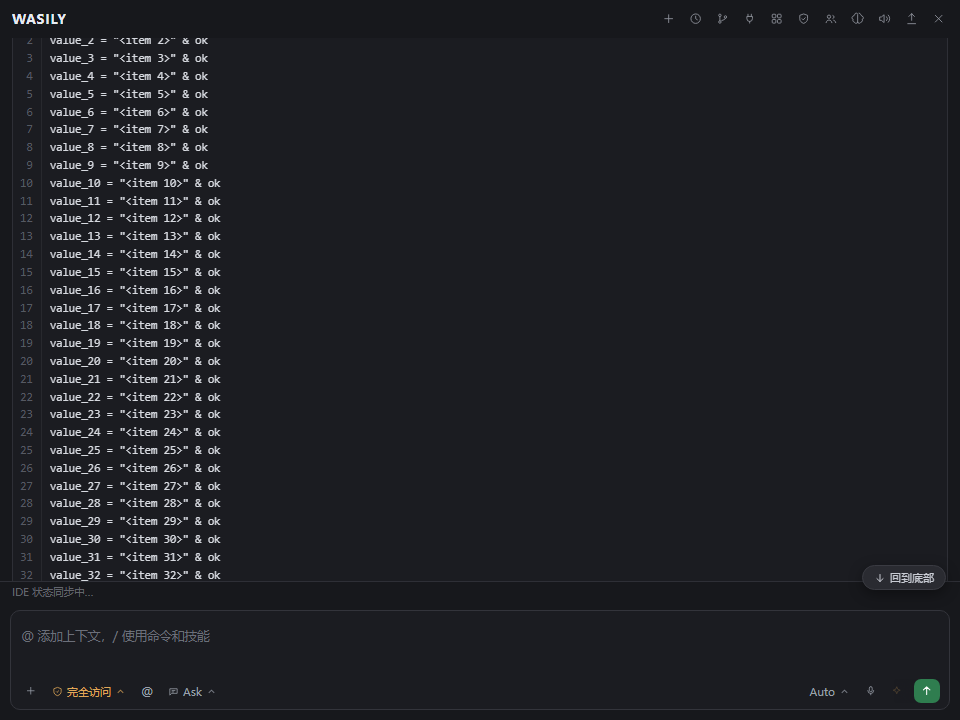 WASILY
2 value_2 = "<item 2>" & ok
3 value_3 = "<item 3>" & ok
4 value_4 = "<item 4>" & ok
5 value_5 = "<item 5>" & ok
6 value_6 = "<item 6>" & ok
7 value_7 = "<item 7>" & ok
8 value_8 = "<item 8>" & ok
9 value_9 = "<item 9>" & ok
10 value_10 = "<item 10>" & ok
11 value_11 = "<item 11>" & ok
12 value_12 = "<item 12>" & ok
13 value_13 = "<item 13>" & ok
14 value_14 = "<item 14>" & ok
15 value_15 = "<item 15>" & ok
16 value_16 = "<item 16>" & ok
17 value_17 = "<item 17>" & ok
18 value_18 = "<item 18>" & ok
19 value_19 = "<item 19>" & ok
20 value_20 = "<item 20>" & ok
21 value_21 = "<item 21>" & ok
22 value_22 = "<item 22>" & ok
23 value_23 = "<item 23>" & ok
24 value_24 = "<item 24>" & ok
25 value_25 = "<item 25>" & ok
26 value_26 = "<item 26>" & ok
27 value_27 = "<item 27>" & ok
28 value_28 = "<item 28>" & ok
29 value_29 = "<item 29>" & ok
30 value_30 = "<item 30>" & ok
31 value_31 = "<item 31>" & ok
32 value_32 = "<item 32>" & ok
↓ 回到底部
IDE 状态同步中...
@ 添加上下文，/ 使用命令和技能
+ 完全访问 @ Ask Auto